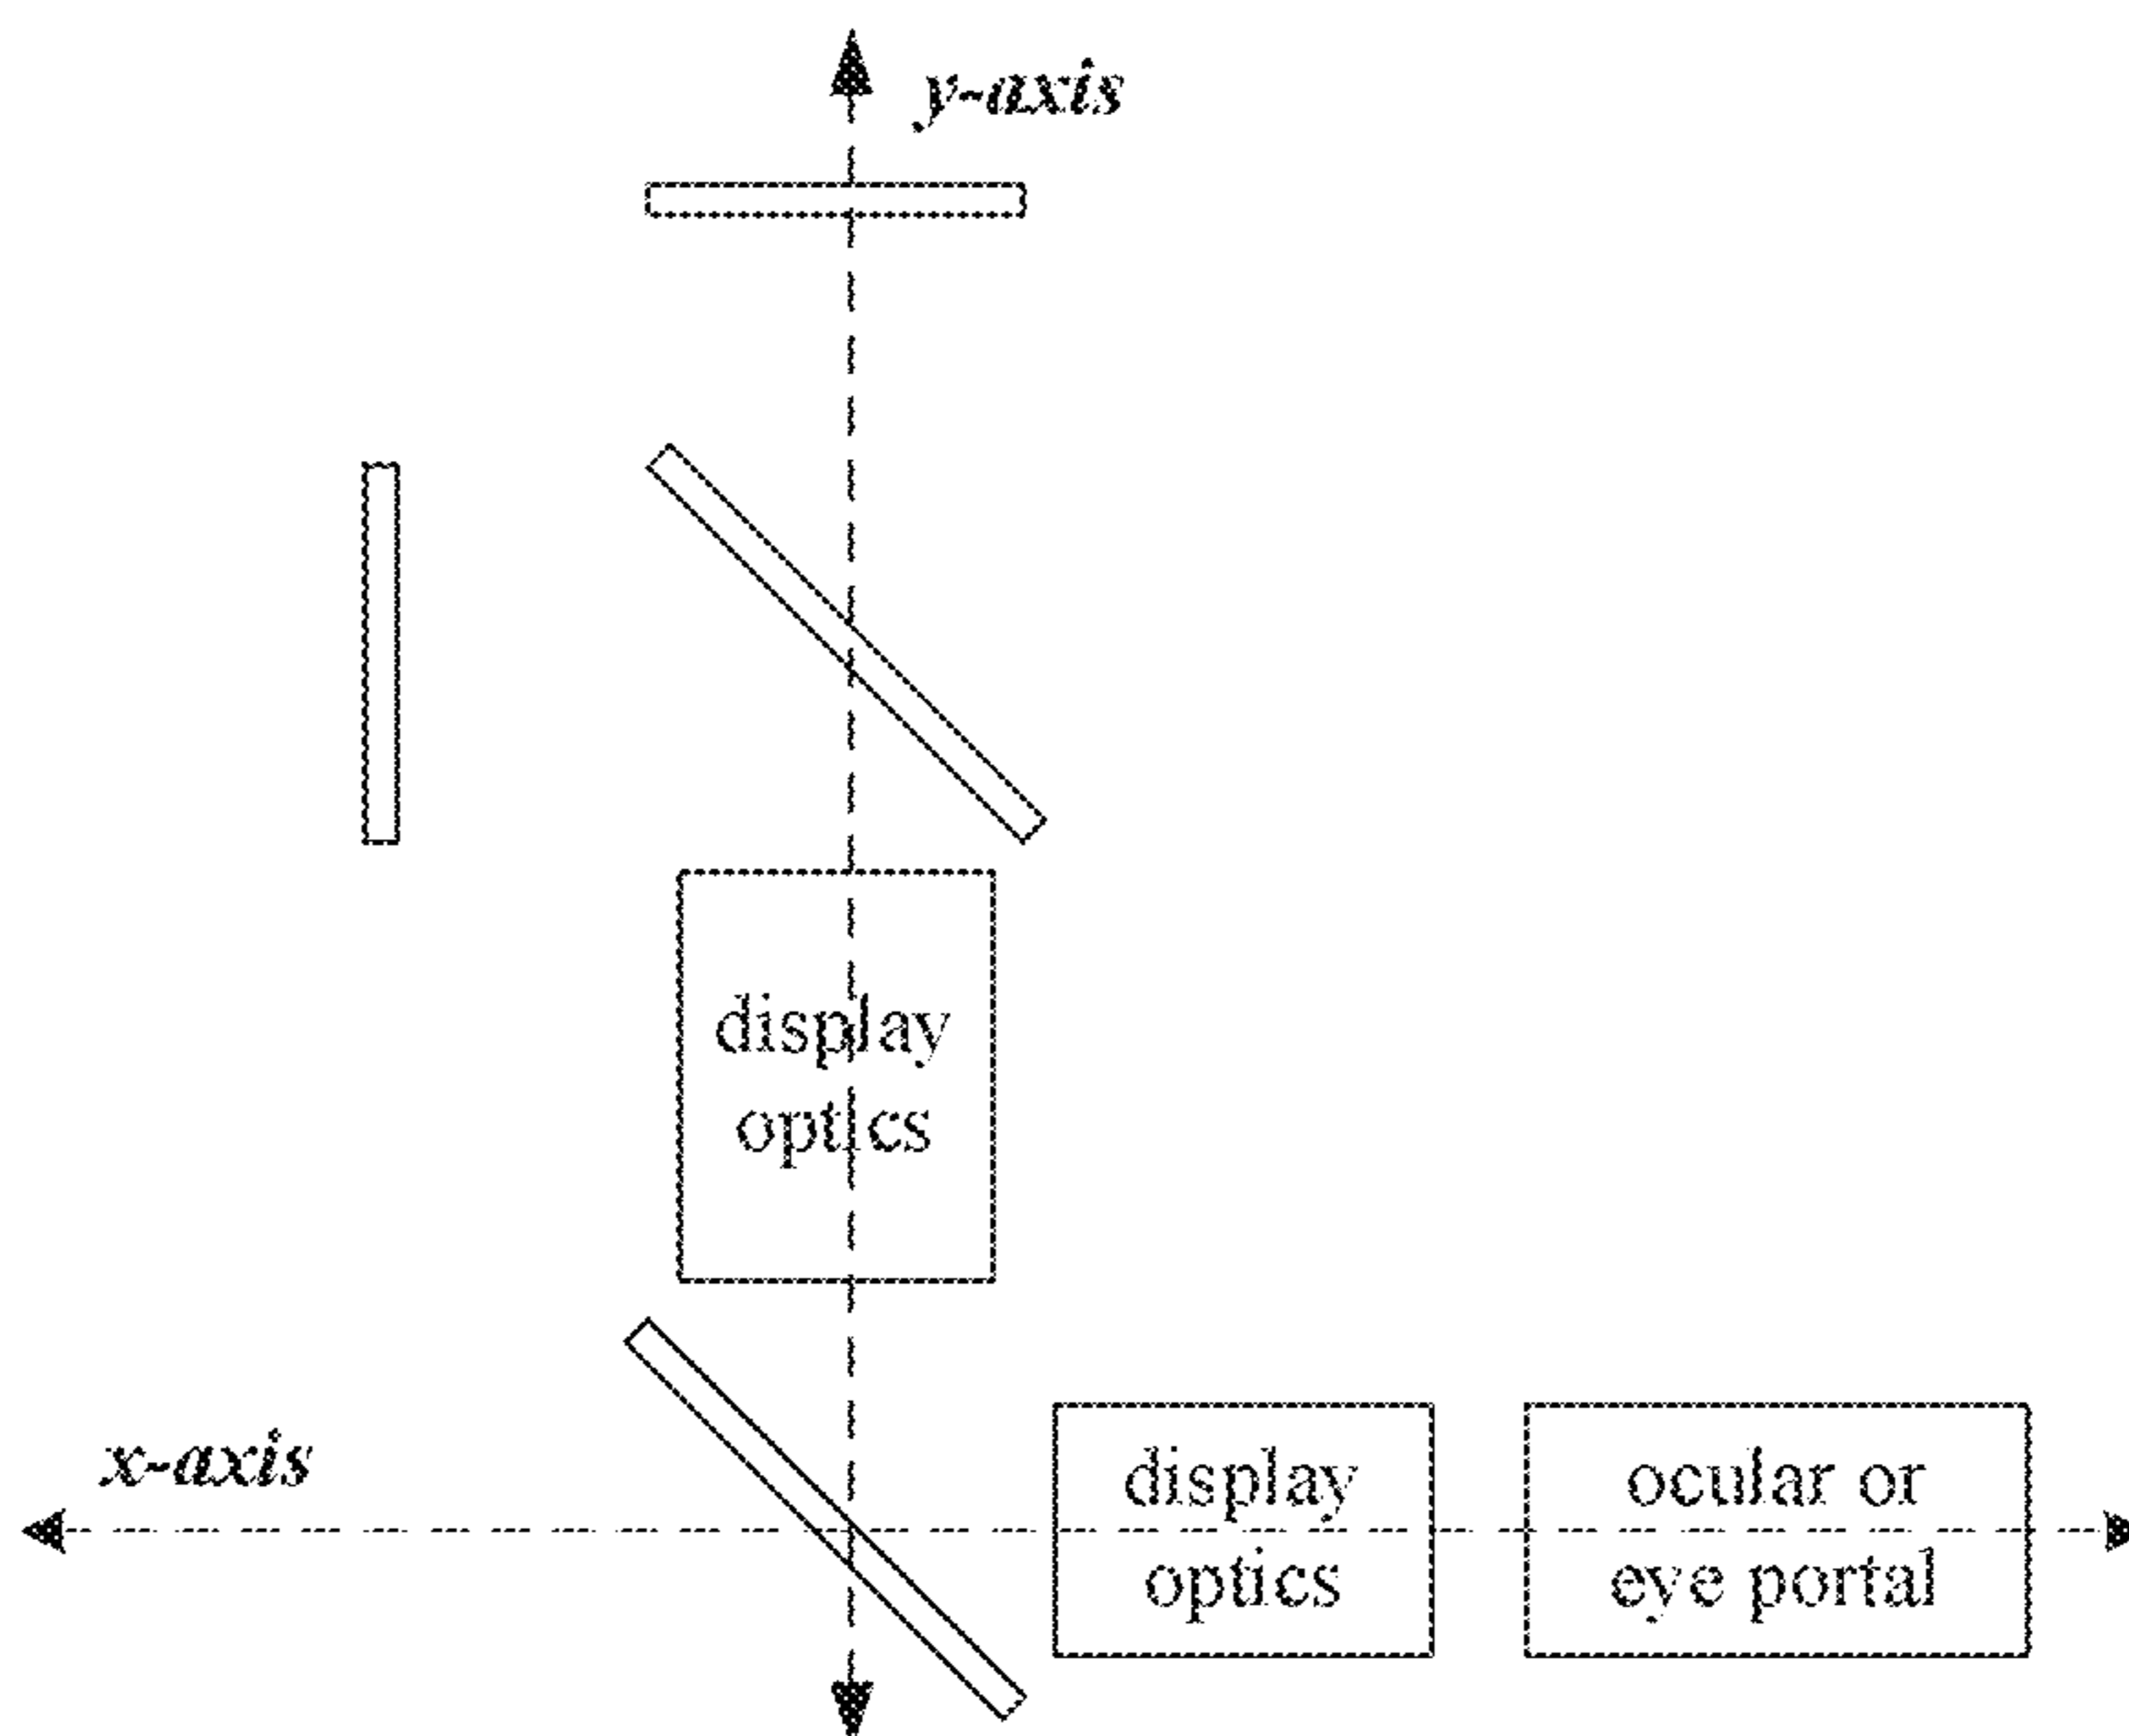 y-axis
display
optics
x-axis
display
optics
ocular or
eye portal